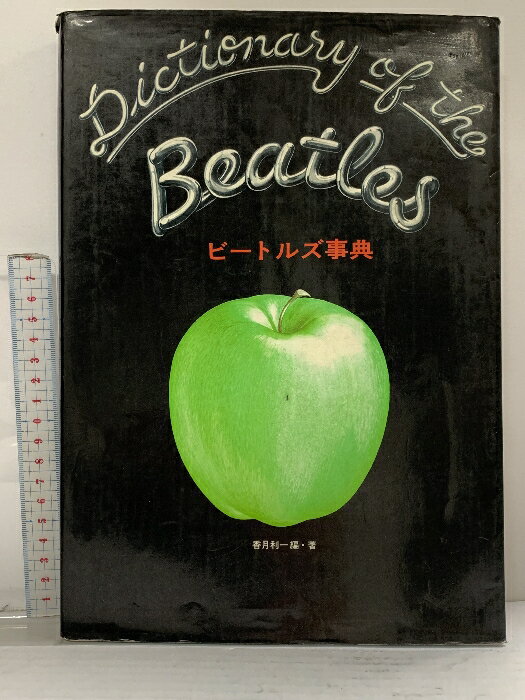 Dictionary of the
Beatles
ビートルズ事典
香月利一編・著